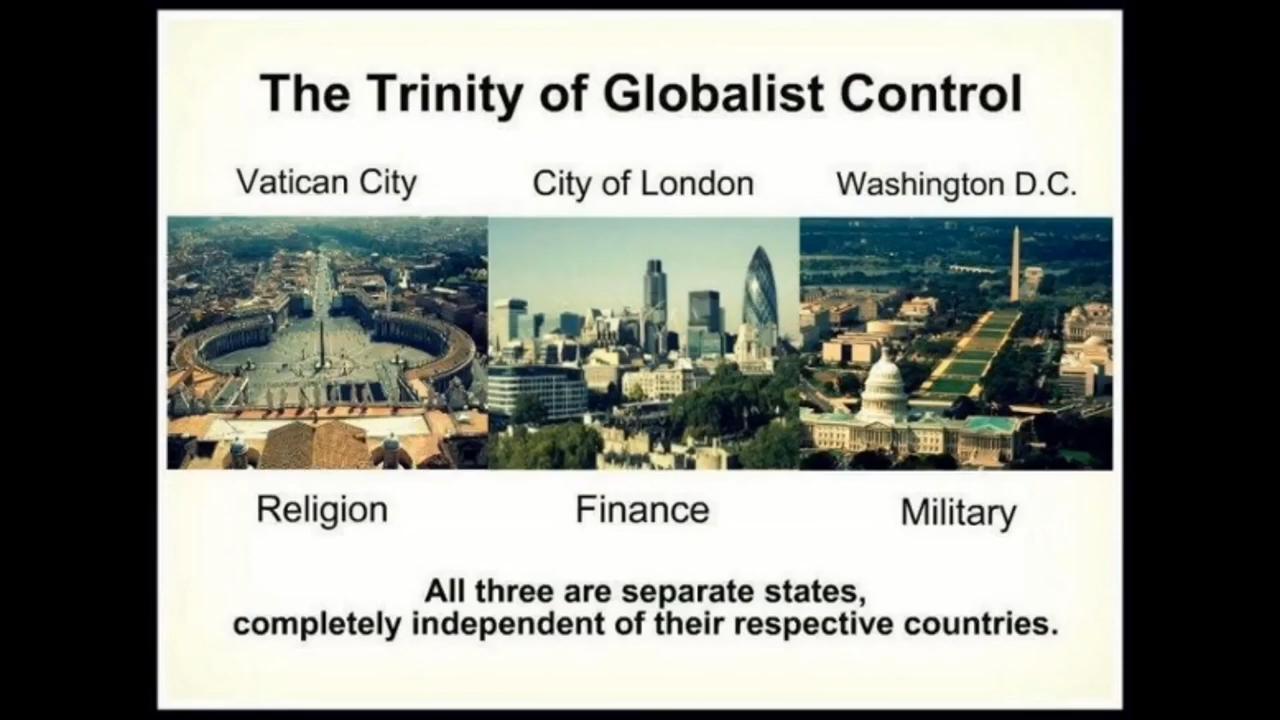 The Trinity of Globalist Control
Vatican City City of London Washington D.C.
Religion Finance Military
All three are separate states,
completely independent of their respective countries.